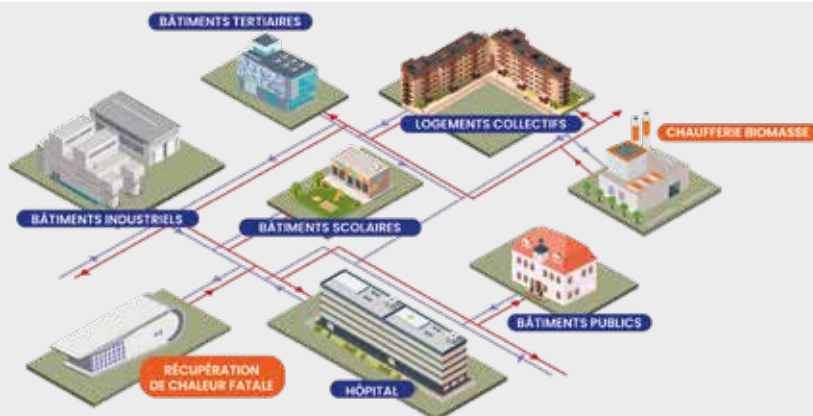 BÂTIMENTS TERTIAIRES
LOGEMENTS COLLECTIFS
CHAUFFERIE BIOMASSE
BÂTIMENTS INDUSTRIELS
BÂTIMENTS SCOLAIRES
BÂTIMENTS PUBLICS
RÉCUPÉRATION
DE CHALEUR FATALE
HÔPITAL